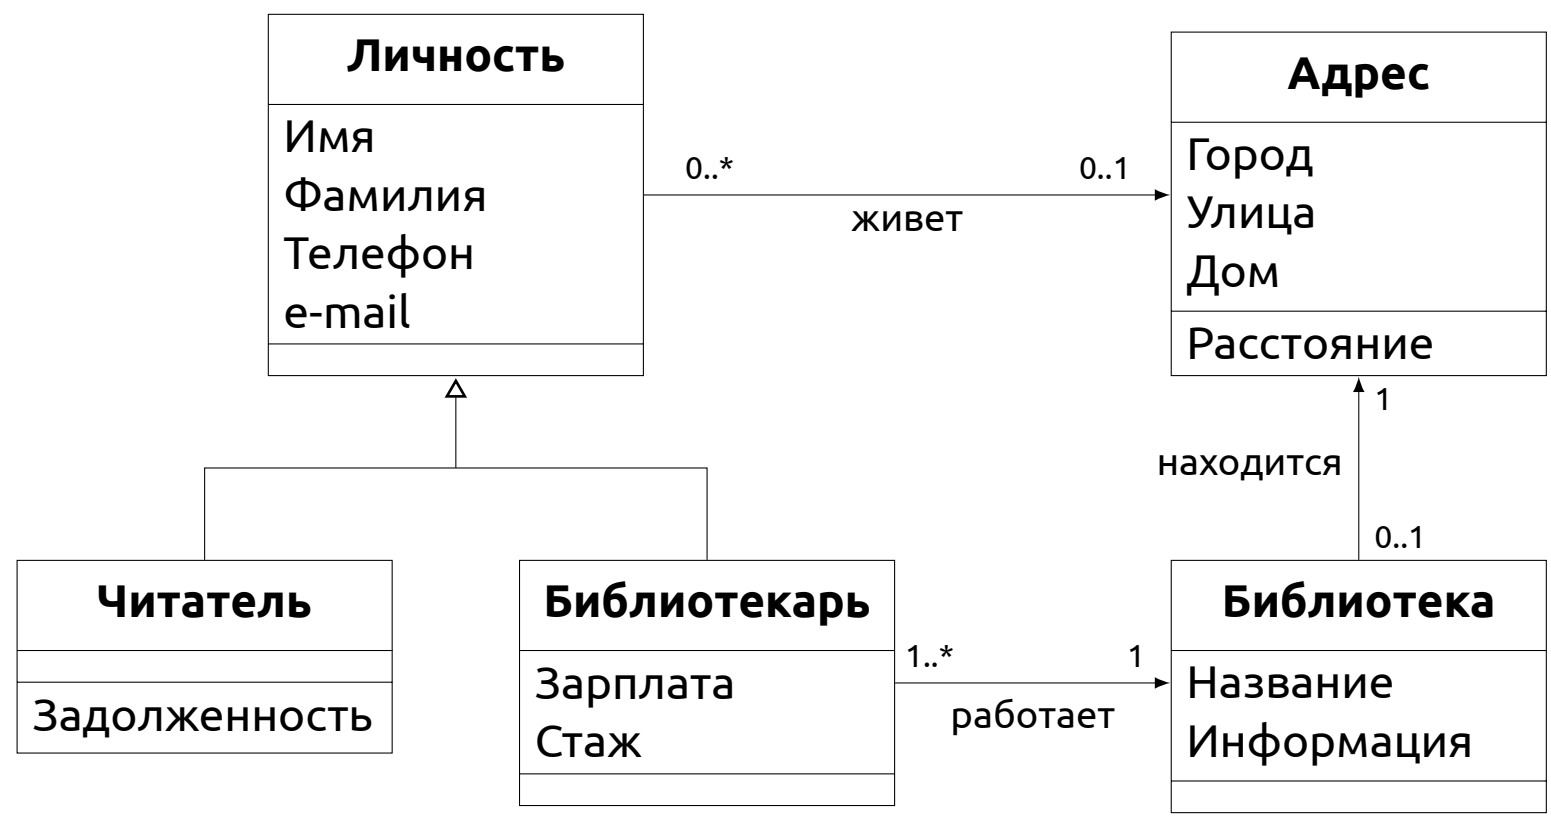 Личность
Имя
Фамилия
Телефон
e-mail
0..*
0..1
живет
Адрес
Город
Улица
Дом
Расстояние
1
находится
0..1
Читатель
Задолженность
Библиотекарь
Зарплата
Стаж
1..*
1
работает
Библиотека
Название
Информация